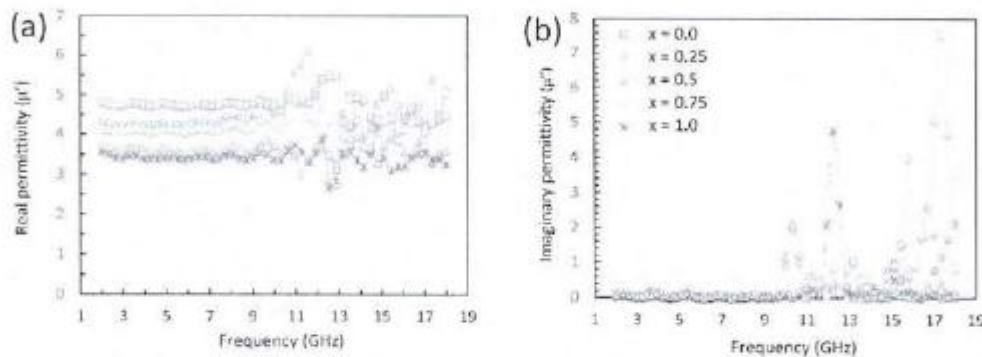 (a)
7
6
5
4
3
2
1
0
Real permittivity (μ')
1 3 5 7 9 11 13 15 17 19
Frequency (GHz)
(b)
8
7
6
5
4
3
2
1
0
Imaginary permittivity (μ")
x = 0.0
x = 0.25
x = 0.5
x = 0.75
x = 1.0
1 3 5 7 9 11 13 15 17 19
Frequency (GHz)